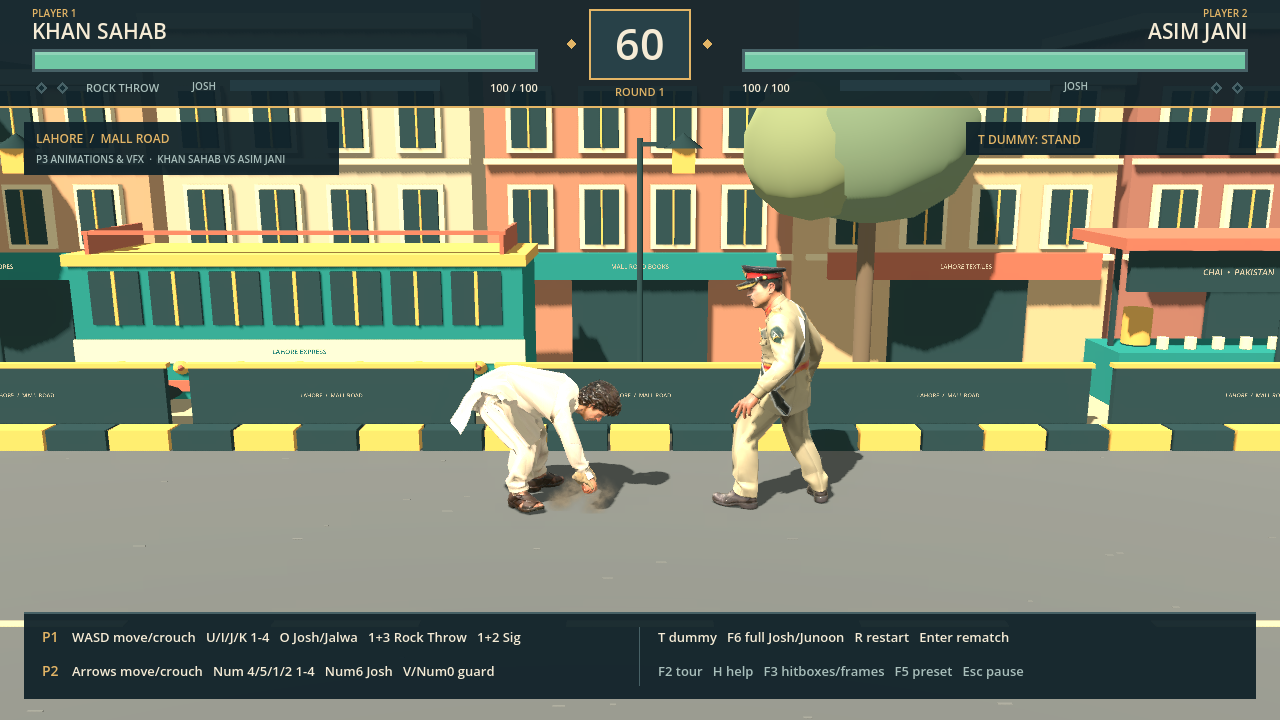 PLAYER 1
KHAN SAHAB
ROCK THROW
JOSH
100 / 100
60
ROUND 1
PLAYER 2
ASIM JANI
100 / 100
JOSH
LAHORE / MALL ROAD
P3 ANIMATIONS & VFX · KHAN SAHAB VS ASIM JANI
T DUMMY: STAND
MALL ROAD BOOKS
LAHORE TEXTILES
CHAI • PAKISTAN
LAHORE EXPRESS
LAHORE / MALL ROAD
LAHORE / MALL ROAD
P1 WASD move/crouch U/I/J/K 1-4 O Josh/Jalwa 1+3 Rock Throw 1+2 Sig
P2 Arrows move/crouch Num 4/5/1/2 1-4 Num6 Josh V/Num0 guard
T dummy F6 full Josh/Junoon R restart Enter rematch
F2 tour H help F3 hitboxes/frames F5 preset Esc pause